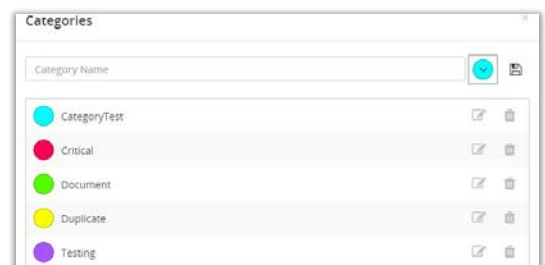 Categories
Category Name
CategoryTest
Critical
Document
Duplicate
Testing